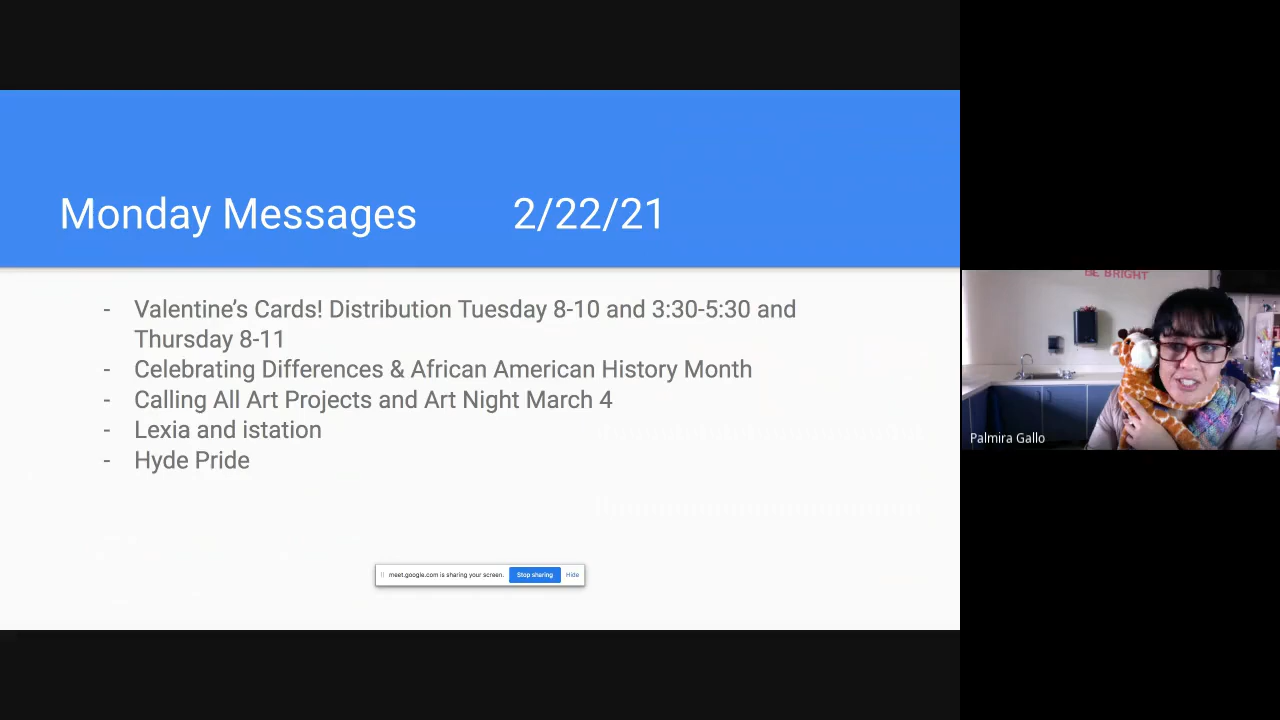 Monday Messages 2/22/21
- Valentine's Cards! Distribution Tuesday 8-10 and 3:30-5:30 and
Thursday 8-11
- Celebrating Differences & African American History Month
- Calling All Art Projects and Art Night March 4
- Lexia and istation
- Hyde Pride
meet.google.com is sharing your screen. Stop sharing Hide
BE BRIGHT
Palmira Gallo